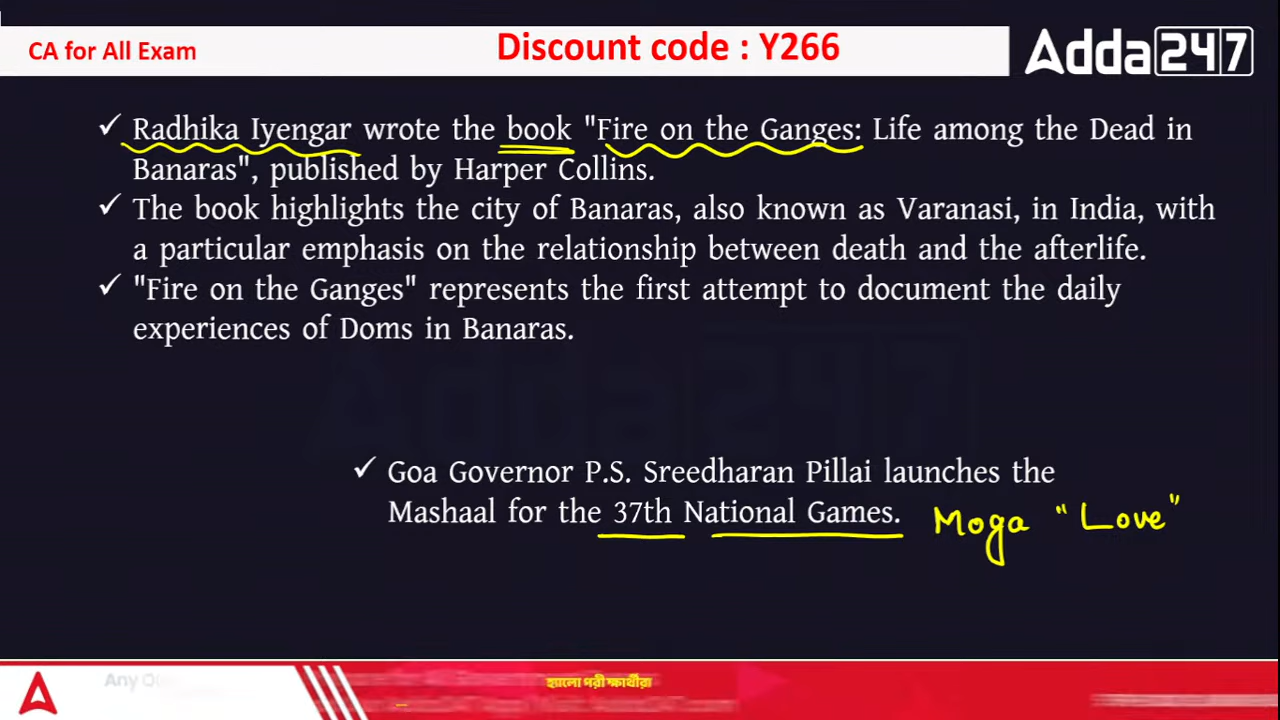 CA for All Exam
Discount code : Y266
Adda247
✓ Radhika Iyengar wrote the book "Fire on the Ganges: Life among the Dead in
Banaras", published by Harper Collins.
✓ The book highlights the city of Banaras, also known as Varanasi, in India, with
a particular emphasis on the relationship between death and the afterlife.
✓ "Fire on the Ganges" represents the first attempt to document the daily
experiences of Doms in Banaras.
✓ Goa Governor P.S. Sreedharan Pillai launches the
Mashaal for the 37th National Games.
Moga "Love"
Any
হ্যালো পরীক্ষার্থীরা